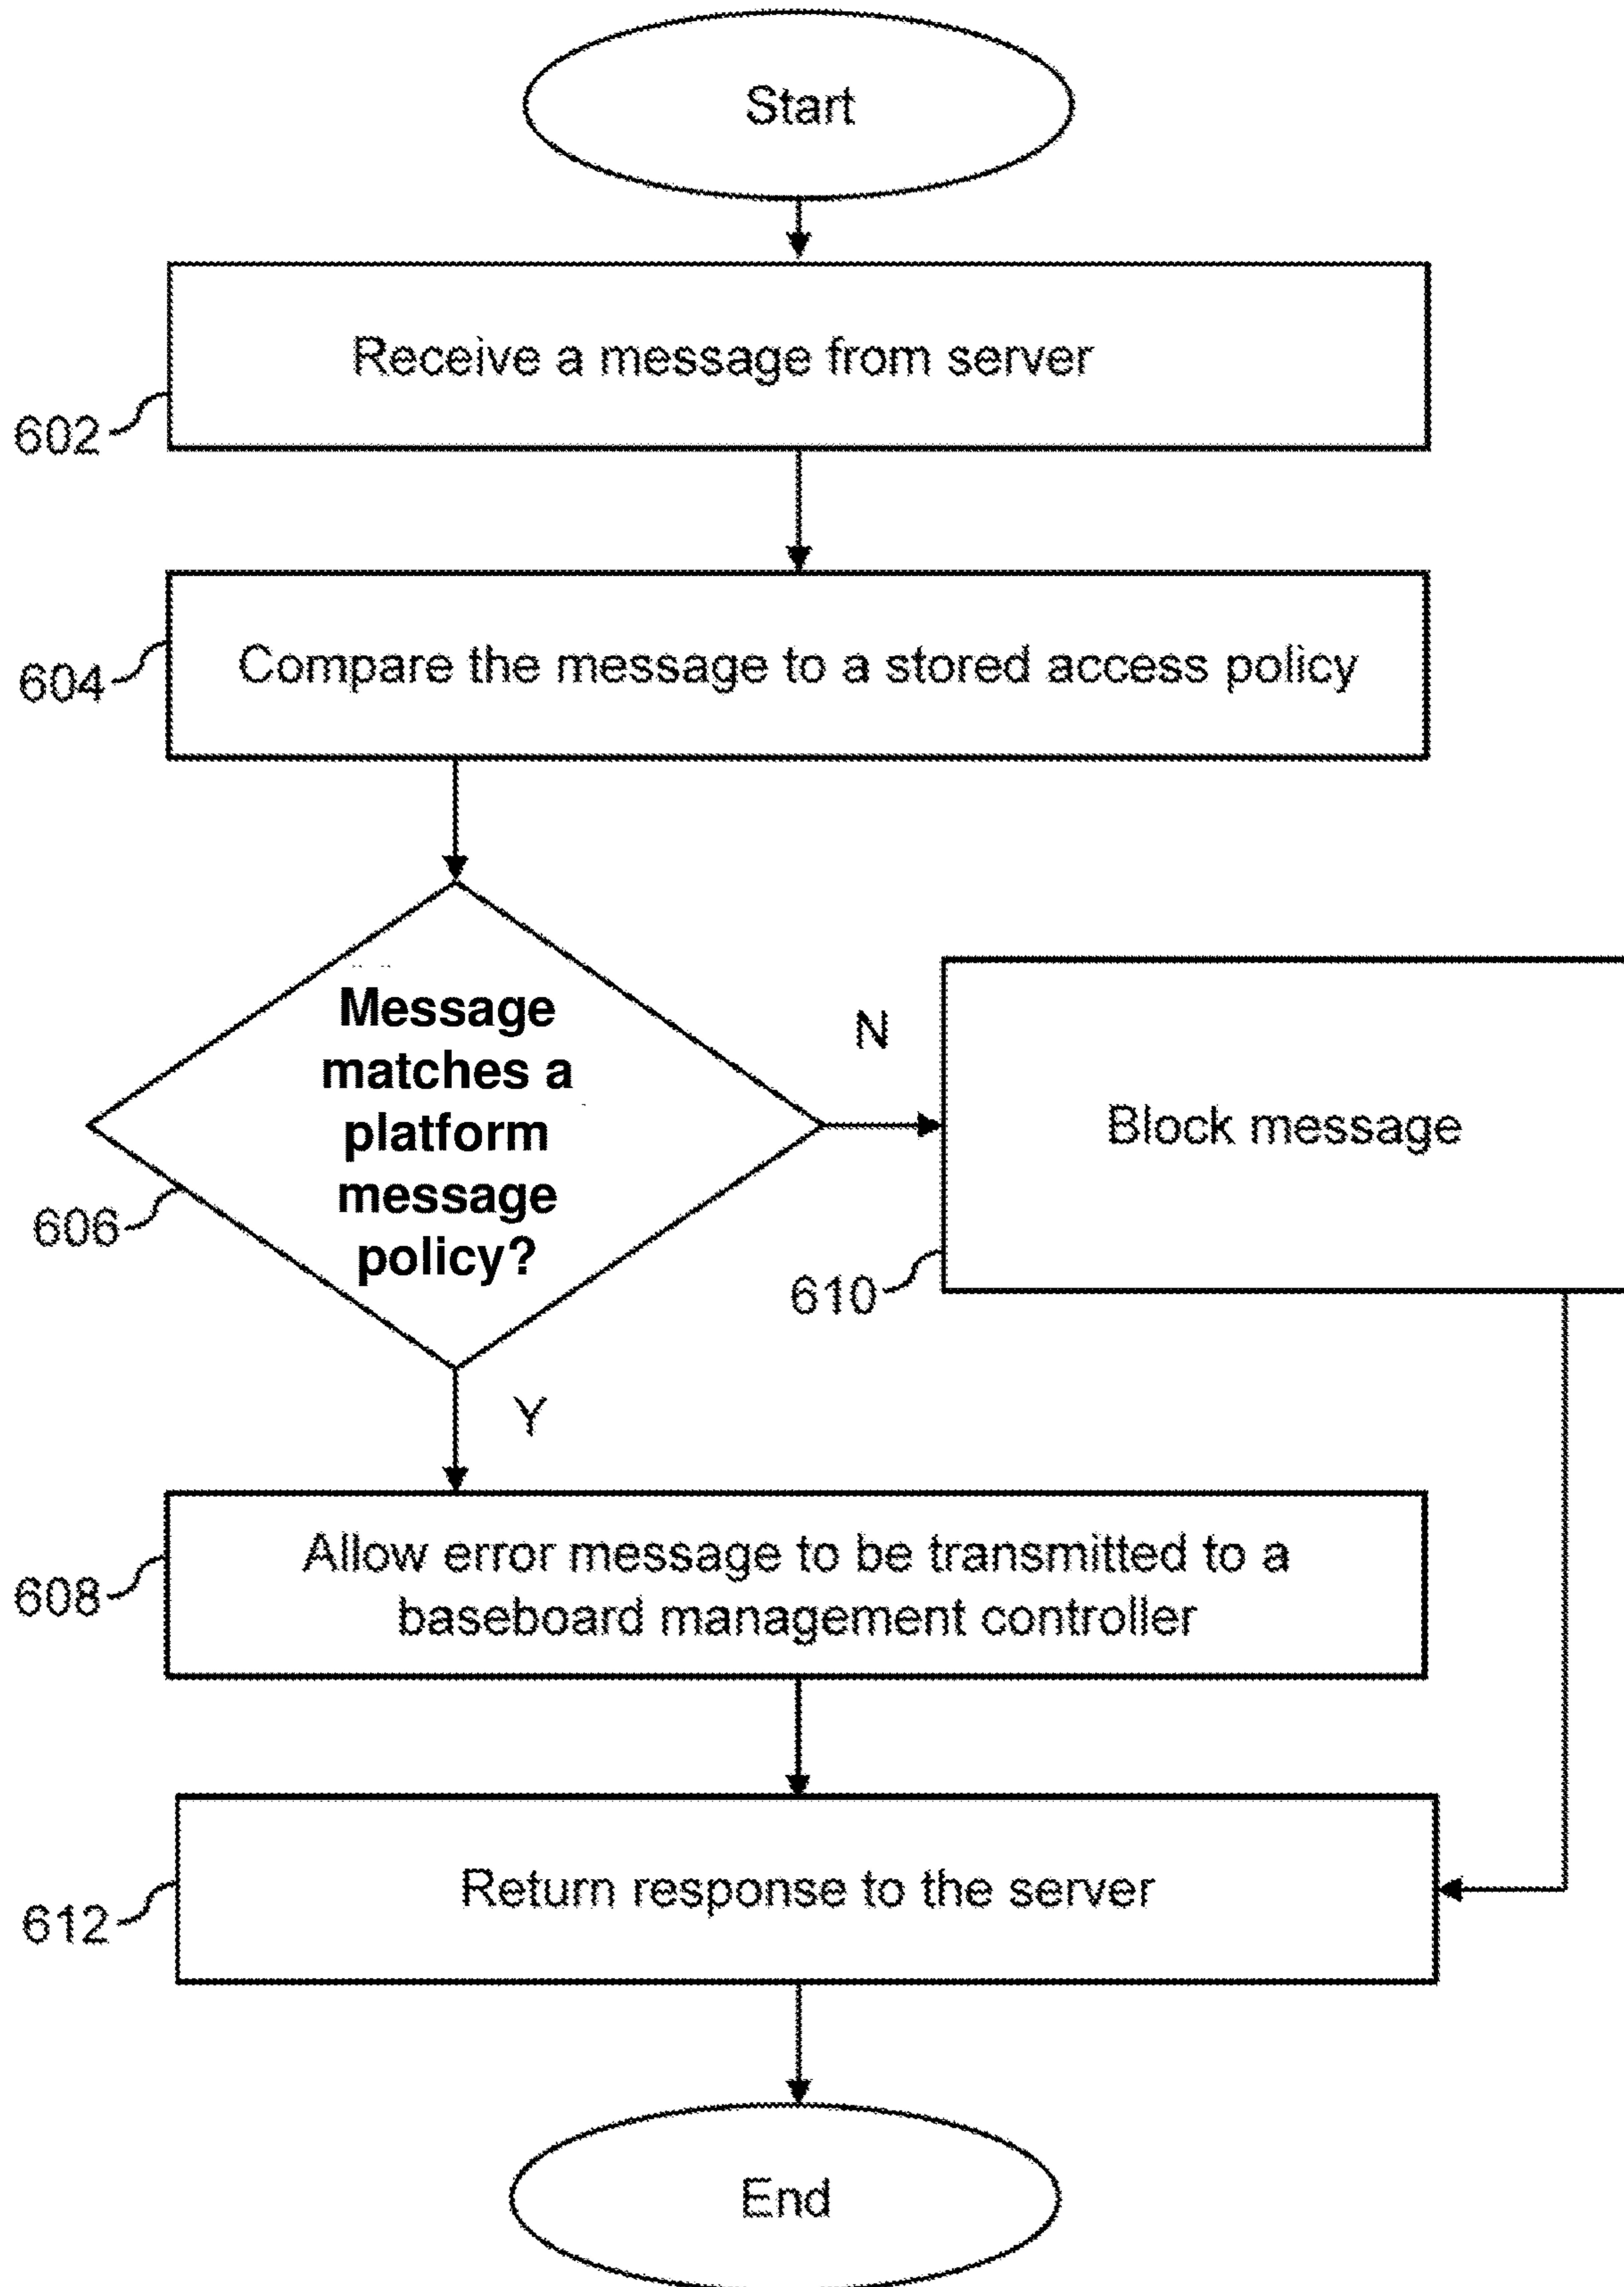 Start
Receive a message from server
602
Compare the message to a stored access policy
604
Message
matches a
platform
message
policy?
606
N
Block message
610
Y
Allow error message to be transmitted to a
baseboard management controller
608
Return response to the server
612
End